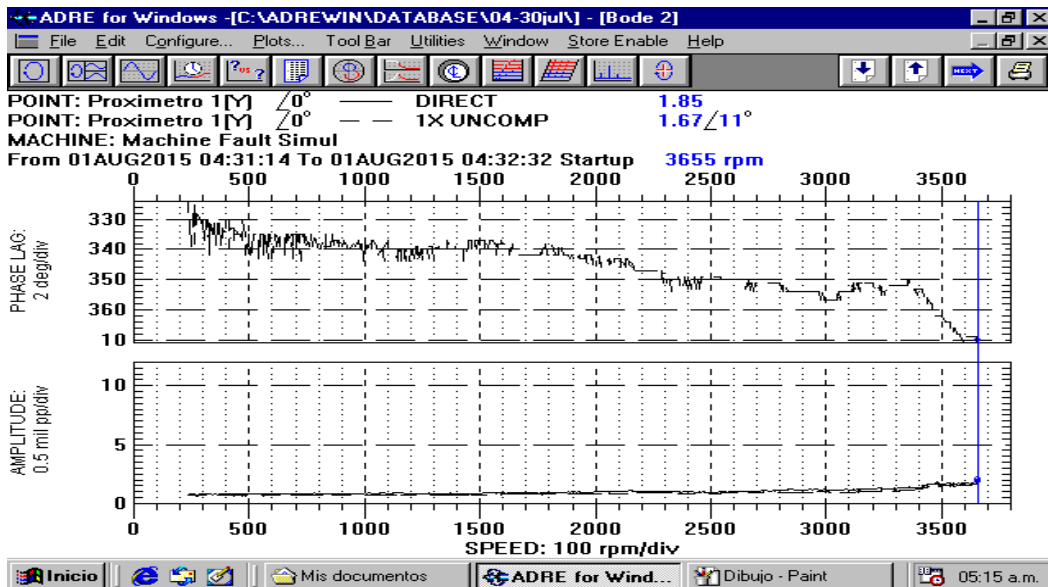 ADRE for Windows -[C:\ADREWIN\DATABASE\04-30jul\] - [Bode 2]
File Edit Configure... Plots... Tool Bar Utilities Window Store Enable Help
? vs ? NEXT
POINT: Proximetro 1[Y] /0° DIRECT 1.85
POINT: Proximetro 1[Y] /0° 1X UNCOMP 1.67/11°
MACHINE: Machine Fault Simul
From 01AUG2015 04:31:14 To 01AUG2015 04:32:32 Startup 3655 rpm
0 500 1000 1500 2000 2500 3000 3500
PHASE LAG:
2 deg/div
330
340
350
360
10
AMPLITUDE:
0.5 mil pp/div
10
5
0
0 500 1000 1500 2000 2500 3000 3500
SPEED: 100 rpm/div
Inicio Mis documentos ADRE for Wind... Dibujo - Paint 05:15 a.m.